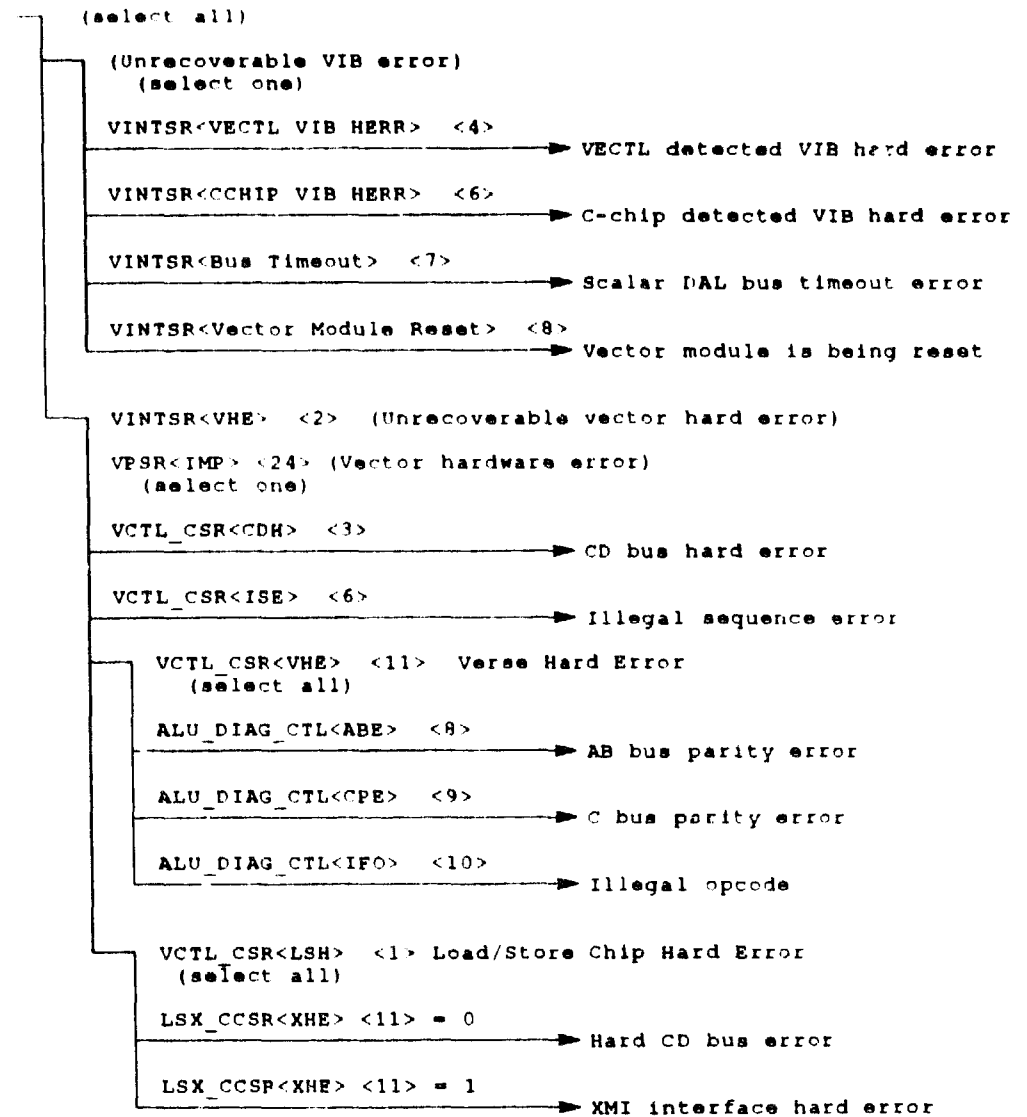 (select all)
(Unrecoverable VIB error)
(select one)
VINTSR<VECTL VIB HERR> <4>
VECTL detected VIB hard error
VINTSR<CCHIP VIB HERR> <6>
C-chip detected VIB hard error
VINTSR<Bus Timeout> <7>
Scalar DAL bus timeout error
VINTSR<Vector Module Reset> <8>
Vector module is being reset
VINTSR<VHE> <2> (Unrecoverable vector hard error)
VPSR<IMP> <24> (Vector hardware error)
(select one)
VCTL_CSR<CDH> <3>
CD bus hard error
VCTL_CSR<ISE> <6>
Illegal sequence error
VCTL_CSR<VHE> <11> Verse Hard Error
(select all)
ALU_DIAG_CTL<ABE> <8>
AB bus parity error
ALU_DIAG_CTL<CPE> <9>
C bus parity error
ALU_DIAG_CTL<IFO> <10>
Illegal opcode
VCTL_CSR<LSH> <1> Load/Store Chip Hard Error
(select all)
LSX_CCSR<XHE> <11> = 0
Hard CD bus error
LSX_CCSR<XHE> <11> = 1
XMI interface hard error